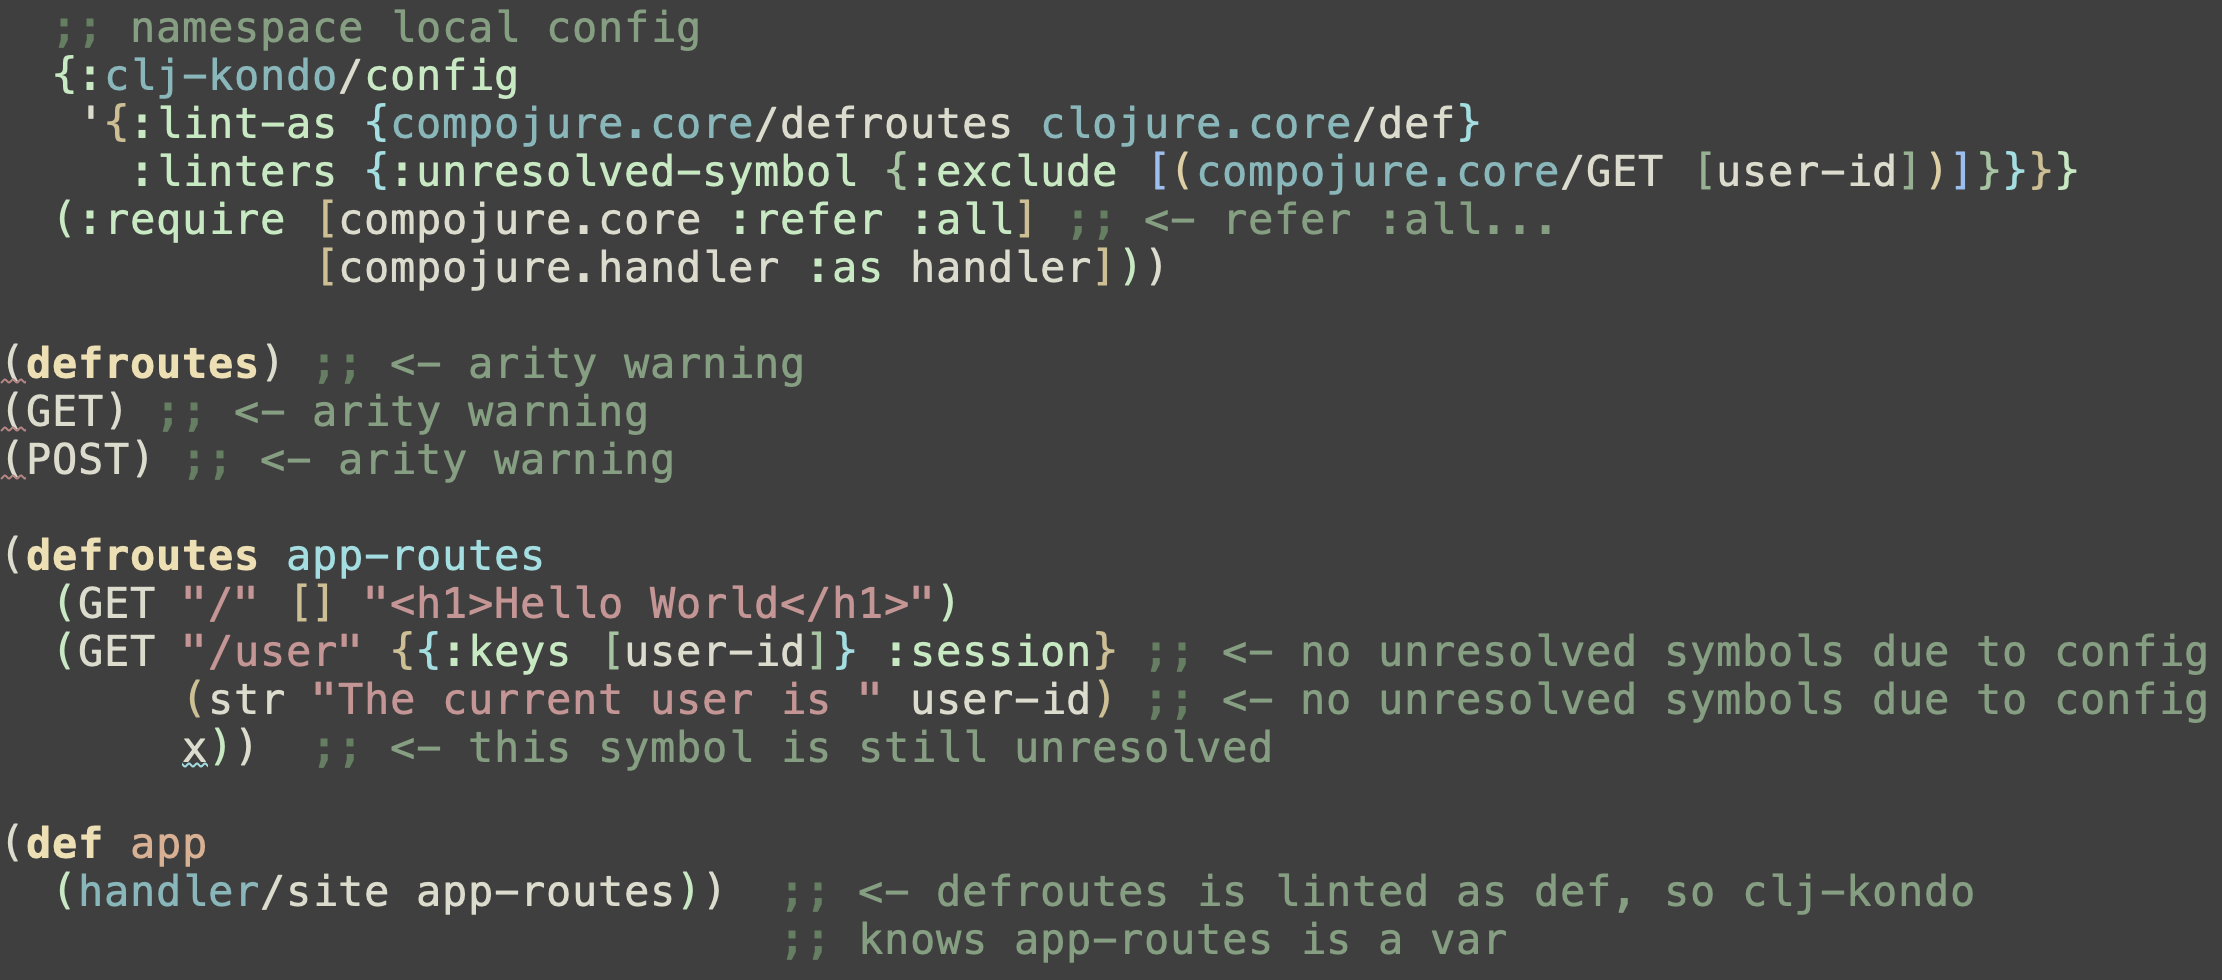 ;; namespace local config
{:clj-kondo/config
'{:lint-as {compojure.core/defroutes clojure.core/def}
:linters {:unresolved-symbol {:exclude [(compojure.core/GET [user-id])]}}}}
(:require [compojure.core :refer :all] ;; <- refer :all...
[compojure.handler :as handler]))
(defroutes) ;; <- arity warning
(GET) ;; <- arity warning
(POST) ;; <- arity warning
(defroutes app-routes
(GET "/" [] "<h1>Hello World</h1>")
(GET "/user" {{:keys [user-id]} :session} ;; <- no unresolved symbols due to config
(str "The current user is " user-id) ;; <- no unresolved symbols due to config
x)) ;; <- this symbol is still unresolved
(def app
(handler/site app-routes)) ;; <- defroutes is linted as def, so clj-kondo
;; knows app-routes is a var